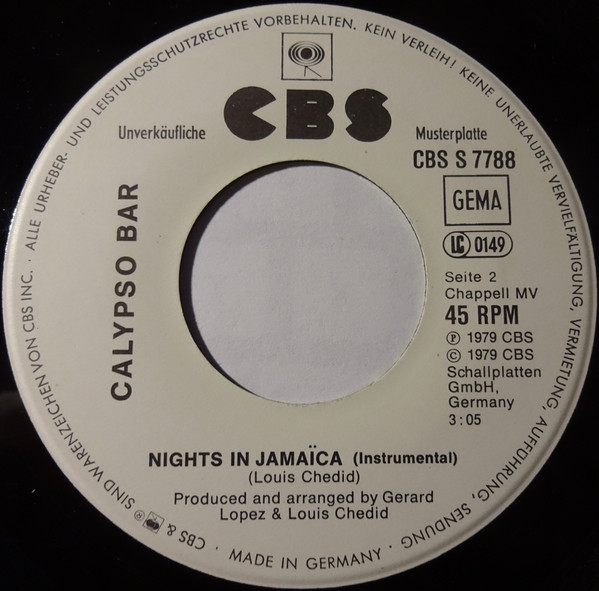 ALLE URHEBER- UND LEISTUNGSSCHUTZRECHTE VORBEHALTEN. KEIN VERLEIH! KEINE UNERLAUBTE VERVIELFÄLTIGUNG, VERMIETUNG, AUFFÜHRUNG, SENDUNG
CBS
Unverkäufliche
Musterplatte
CBS S 7788
GEMA
LC 0149
CALYPSO BAR
Seite 2
Chappell MV
45 RPM
Ⓟ 1979 CBS
© 1979 CBS
Schallplatten
GmbH,
Germany
3:05
NIGHTS IN JAMAÏCA (Instrumental)
(Louis Chedid)
Produced and arranged by Gerard
Lopez & Louis Chedid
CBS & ® SIND WARENZEICHEN VON CBS INC. ·
MADE IN GERMANY ·